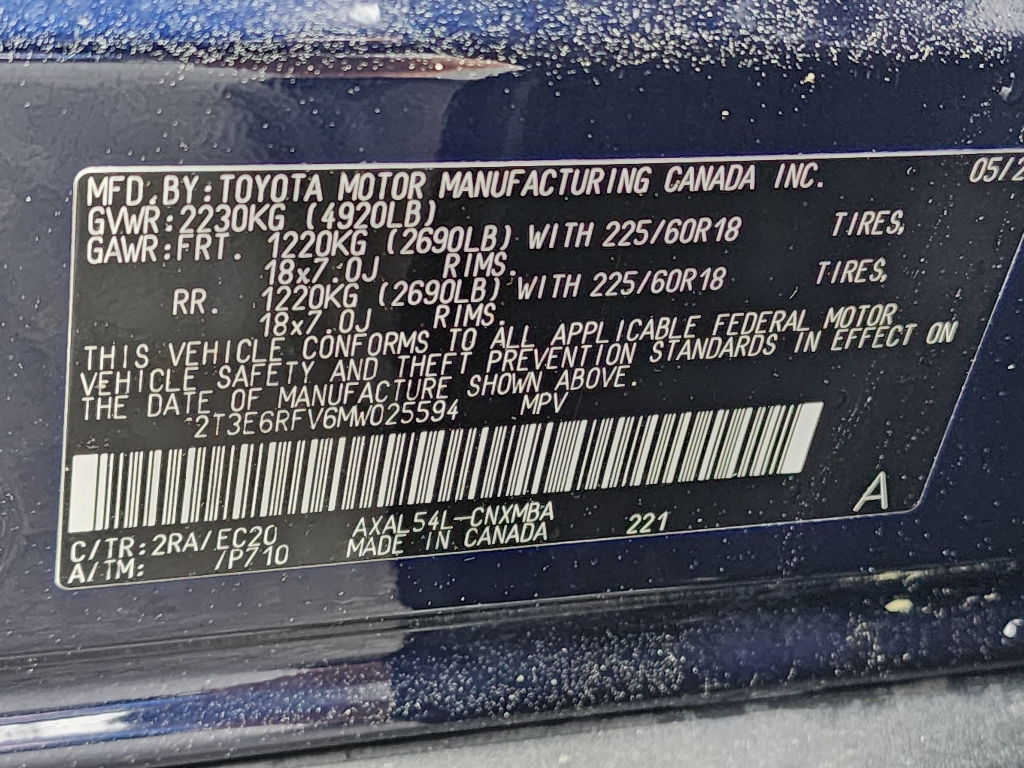 MFD. BY: TOYOTA MOTOR MANUFACTURING CANADA INC. 05/2
GVWR: 2230KG (4920LB)
GAWR: FRT. 1220KG (2690LB) WITH 225/60R18 TIRES,
18x7.0J RIMS.
RR. 1220KG (2690LB) WITH 225/60R18 TIRES,
18x7.0J RIMS.
THIS VEHICLE CONFORMS TO ALL APPLICABLE FEDERAL MOTOR
VEHICLE SAFETY AND THEFT PREVENTION STANDARDS IN EFFECT ON
THE DATE OF MANUFACTURE SHOWN ABOVE.
2T3E6RFV6MW025594 MPV
A
C/TR: 2RA/EC20 AXAL54L-CNXMBA 221
A/TM: /P710 MADE IN CANADA